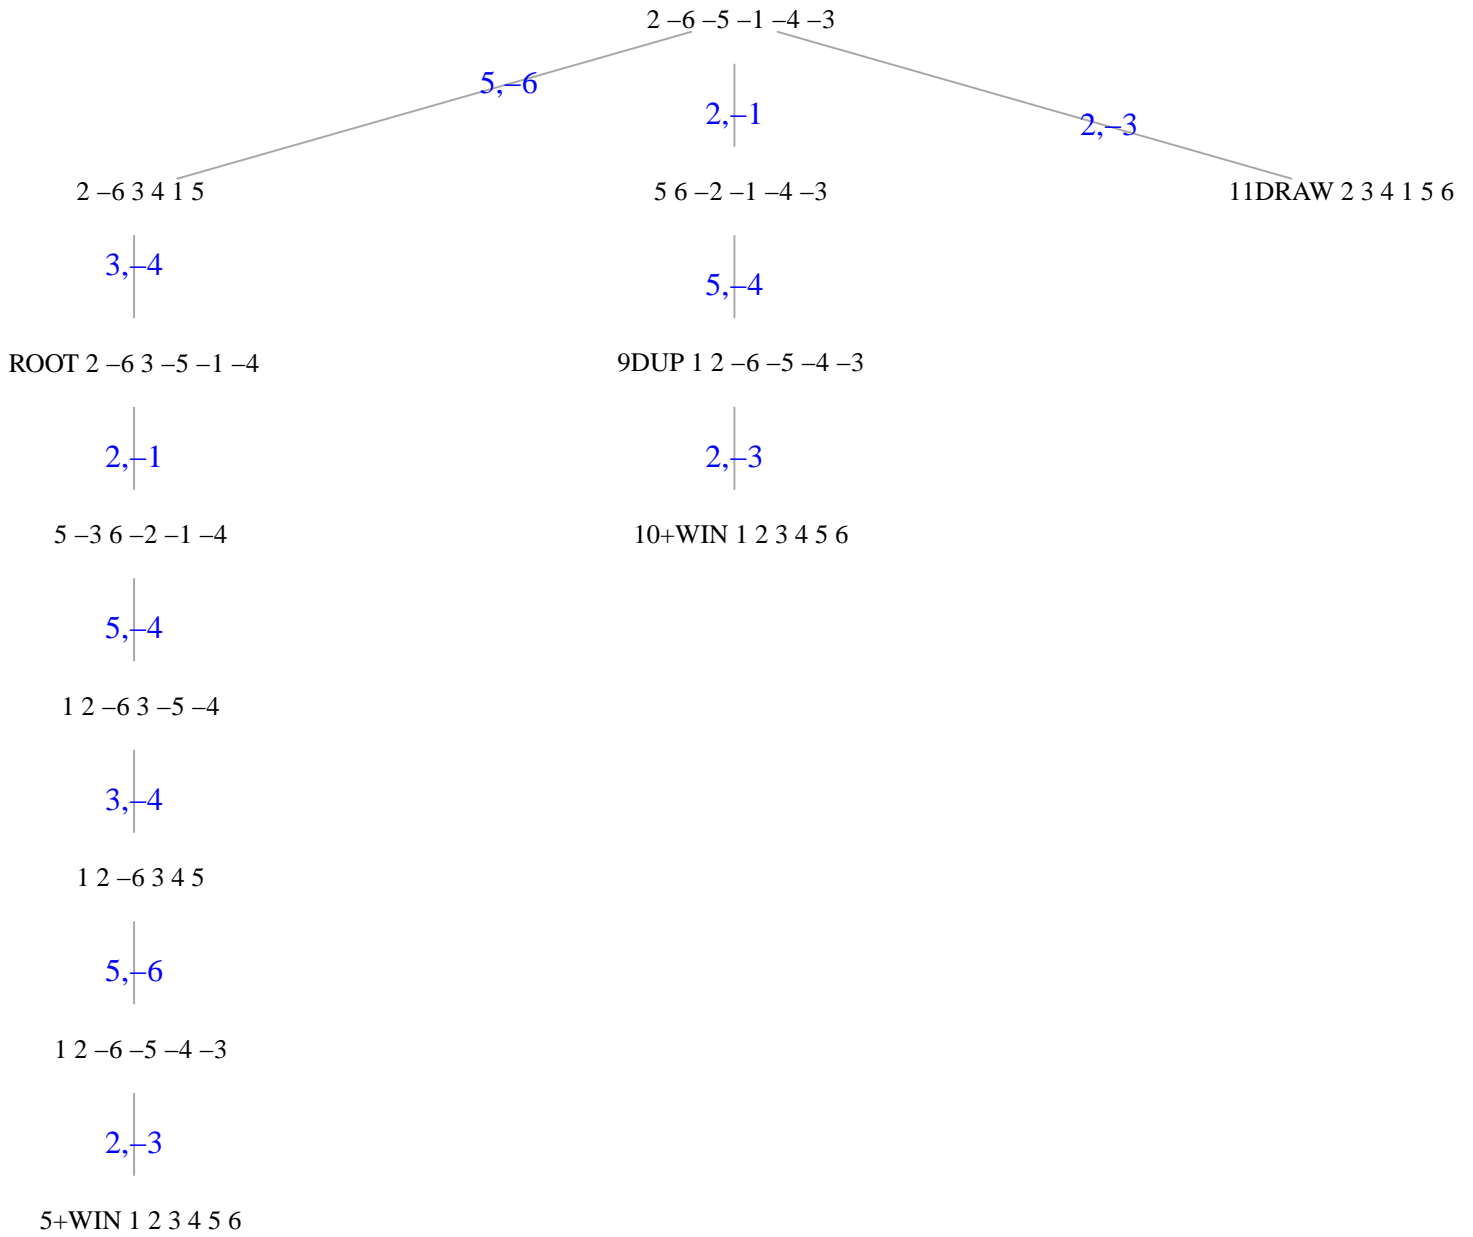 2 –6 –5 –1 –4 –3
5,–6
2,–1
2,–3
2 –6 3 4 1 5
5 6 –2 –1 –4 –3
11DRAW 2 3 4 1 5 6
3,–4
5,–4
ROOT 2 –6 3 –5 –1 –4
9DUP 1 2 –6 –5 –4 –3
2,–1
2,–3
5 –3 6 –2 –1 –4
10+WIN 1 2 3 4 5 6
5,–4
1 2 –6 3 –5 –4
3,–4
1 2 –6 3 4 5
5,–6
1 2 –6 –5 –4 –3
2,–3
5+WIN 1 2 3 4 5 6